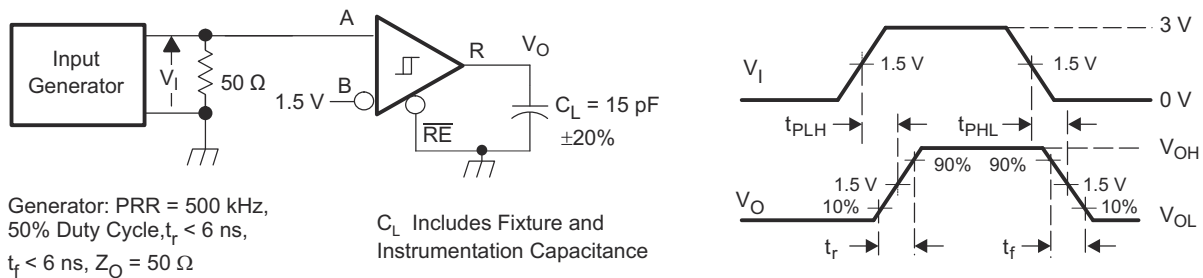 Input
Generator
V_I
50 Ω
A
B
1.5 V
R
V_O
R̅E̅
C_L = 15 pF
±20%
Generator: PRR = 500 kHz,
50% Duty Cycle,t_r < 6 ns,
t_f < 6 ns, Z_O = 50 Ω
C_L Includes Fixture and
Instrumentation Capacitance
3 V
V_I
1.5 V
1.5 V
0 V
t_PLH
t_PHL
V_OH
90%
90%
1.5 V
1.5 V
V_O
10%
10%
V_OL
t_r
t_f